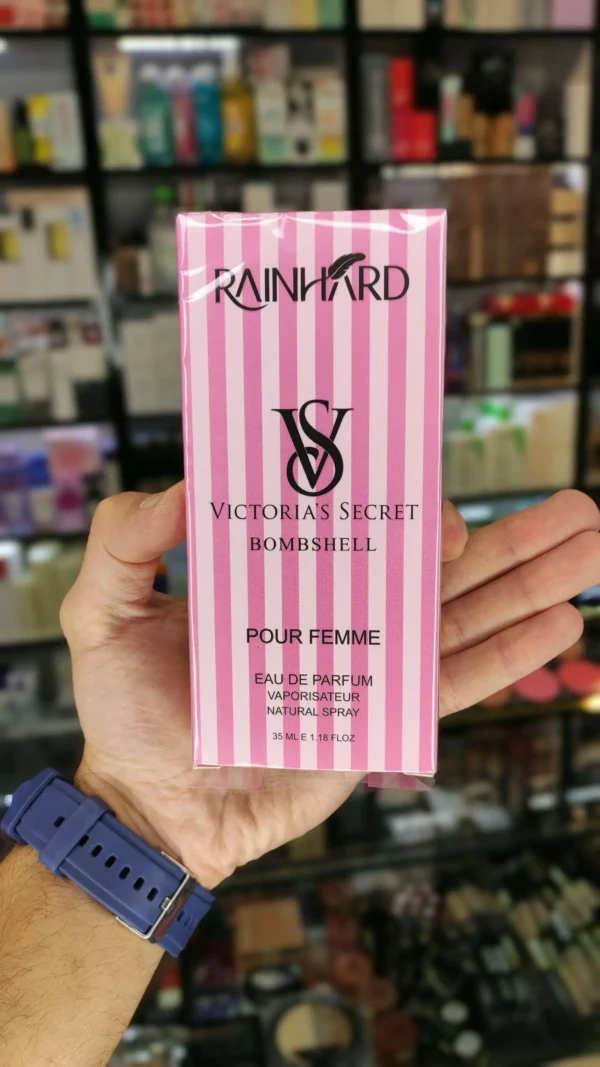 RAINHARD
VS
VICTORIA'S SECRET
BOMBSHELL
POUR FEMME
EAU DE PARFUM
VAPORISATEUR
NATURAL SPRAY
35 ML E 1.18 FLOZ